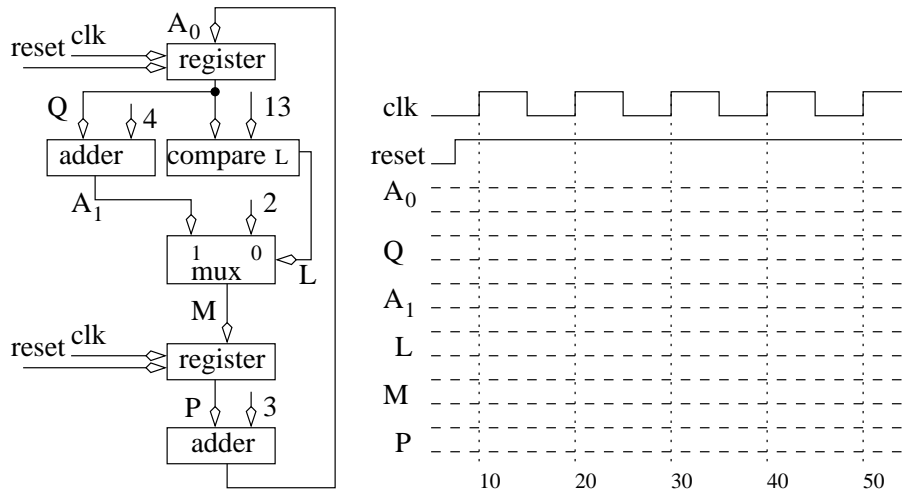 A0
reset clk
register
Q
4
13
adder
compare L
A1
2
1 0
mux
L
M
reset clk
register
P
3
adder
clk
reset
A0
Q
A1
L
M
P
10 20 30 40 50